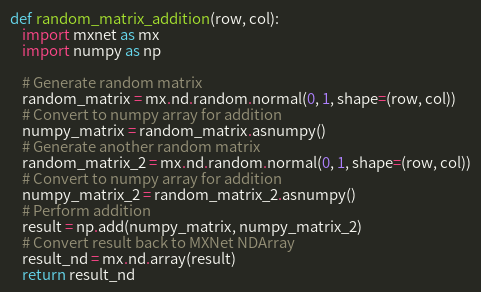 def random_matrix_addition(row, col):
    import mxnet as mx
    import numpy as np

    # Generate random matrix
    random_matrix = mx.nd.random.normal(0, 1, shape=(row, col))
    # Convert to numpy array for addition
    numpy_matrix = random_matrix.asnumpy()
    # Generate another random matrix
    random_matrix_2 = mx.nd.random.normal(0, 1, shape=(row, col))
    # Convert to numpy array for addition
    numpy_matrix_2 = random_matrix_2.asnumpy()
    # Perform addition
    result = np.add(numpy_matrix, numpy_matrix_2)
    # Convert result back to MXNet NDArray
    result_nd = mx.nd.array(result)
    return result_nd